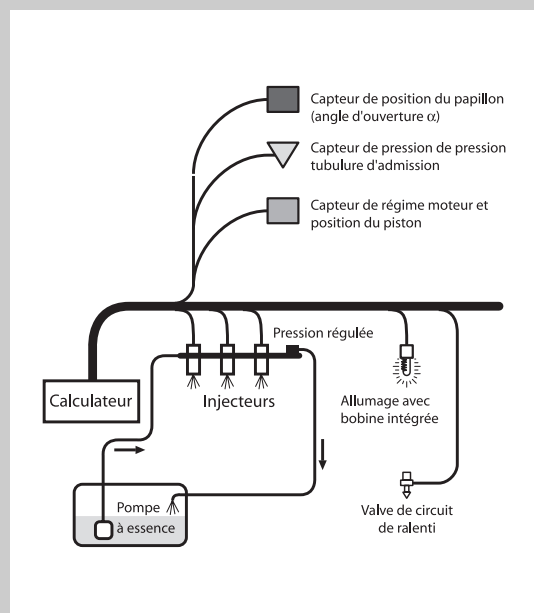 Capteur de position du papillon
(angle d'ouverture α)
Capteur de pression de pression
tubulure d'admission
Capteur de régime moteur et
position du piston
Pression régulée
Calculateur
Injecteurs
Allumage avec
bobine intégrée
Pompe
à essence
Valve de circuit
de ralenti